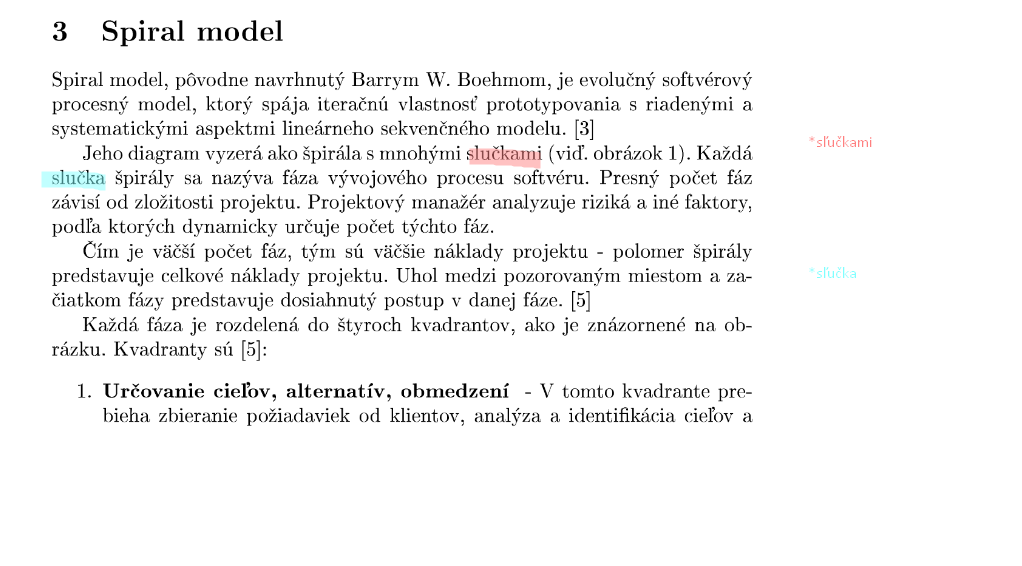 3 Spiral model
Spiral model, pôvodne navrhnutý Barrym W. Boehmom, je evolučný softvérový
procesný model, ktorý spája iteračnú vlastnosť prototypovania s riadenými a
systematickými aspektmi lineárneho sekvenčného modelu. [3]
Jeho diagram vyzerá ako špirála s mnohými slučkami (viď. obrázok 1). Každá
slučka špirály sa nazýva fáza vývojového procesu softvéru. Presný počet fáz
závisí od zložitosti projektu. Projektový manažér analyzuje riziká a iné faktory,
podľa ktorých dynamicky určuje počet týchto fáz.
Čím je väčší počet fáz, tým sú väčšie náklady projektu - polomer špirály
predstavuje celkové náklady projektu. Uhol medzi pozorovaným miestom a za-
čiatkom fázy predstavuje dosiahnutý postup v danej fáze. [5]
Každá fáza je rozdelená do štyroch kvadrantov, ako je znázornené na ob-
rázku. Kvadranty sú [5]:
1. Určovanie cieľov, alternatív, obmedzení - V tomto kvadrante pre-
bieha zbieranie požiadaviek od klientov, analýza a identifikácia cieľov a
*sľučkami
*sľučka